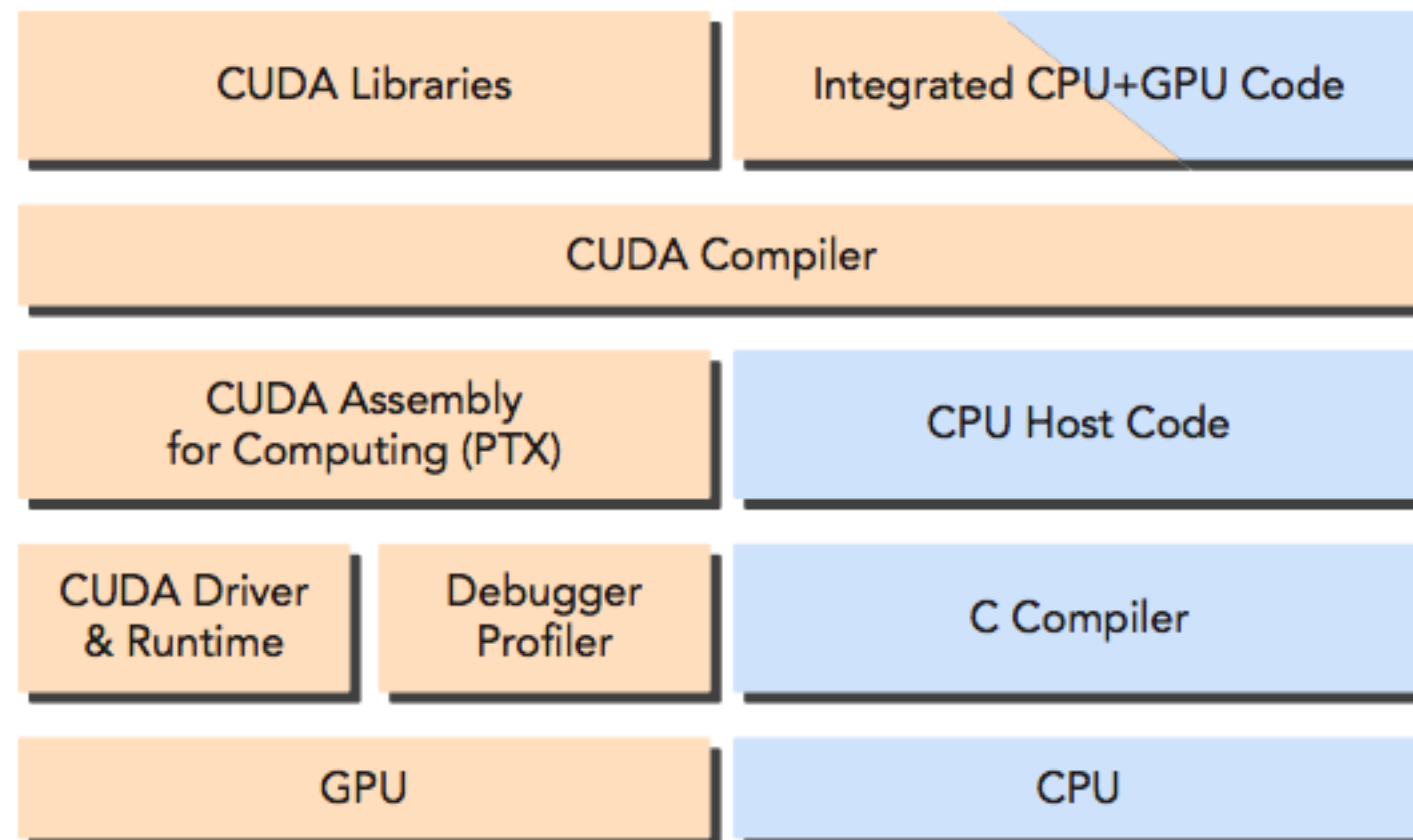 CUDA Libraries
Integrated CPU+GPU Code
CUDA Compiler
CUDA Assembly
for Computing (PTX)
CPU Host Code
CUDA Driver
& Runtime
Debugger
Profiler
C Compiler
GPU
CPU